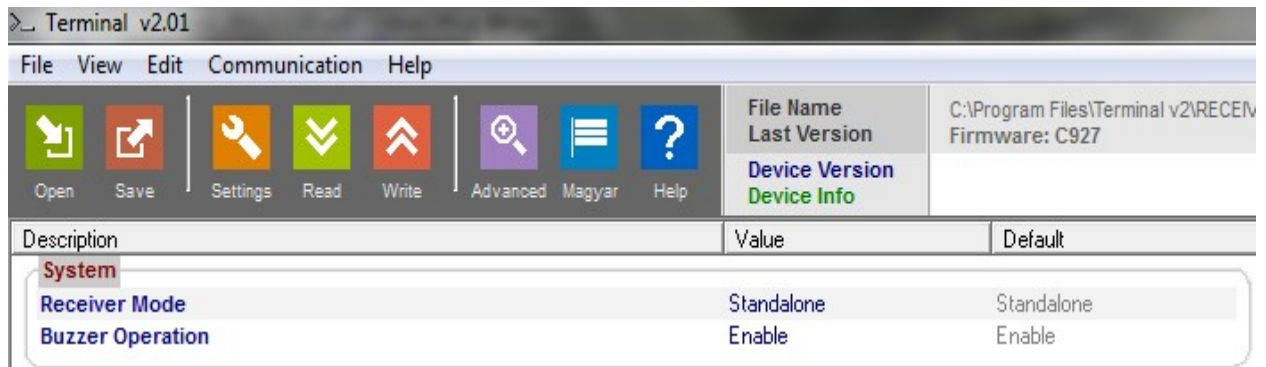 Terminal v2.01
File View Edit Communication Help
Open Save Settings Read Write Advanced Magyar Help
File Name
Last Version
Device Version
Device Info
C:\Program Files\Terminal v2\RECEIV
Firmware: C927
Description Value Default
System
Receiver Mode Standalone Standalone
Buzzer Operation Enable Enable